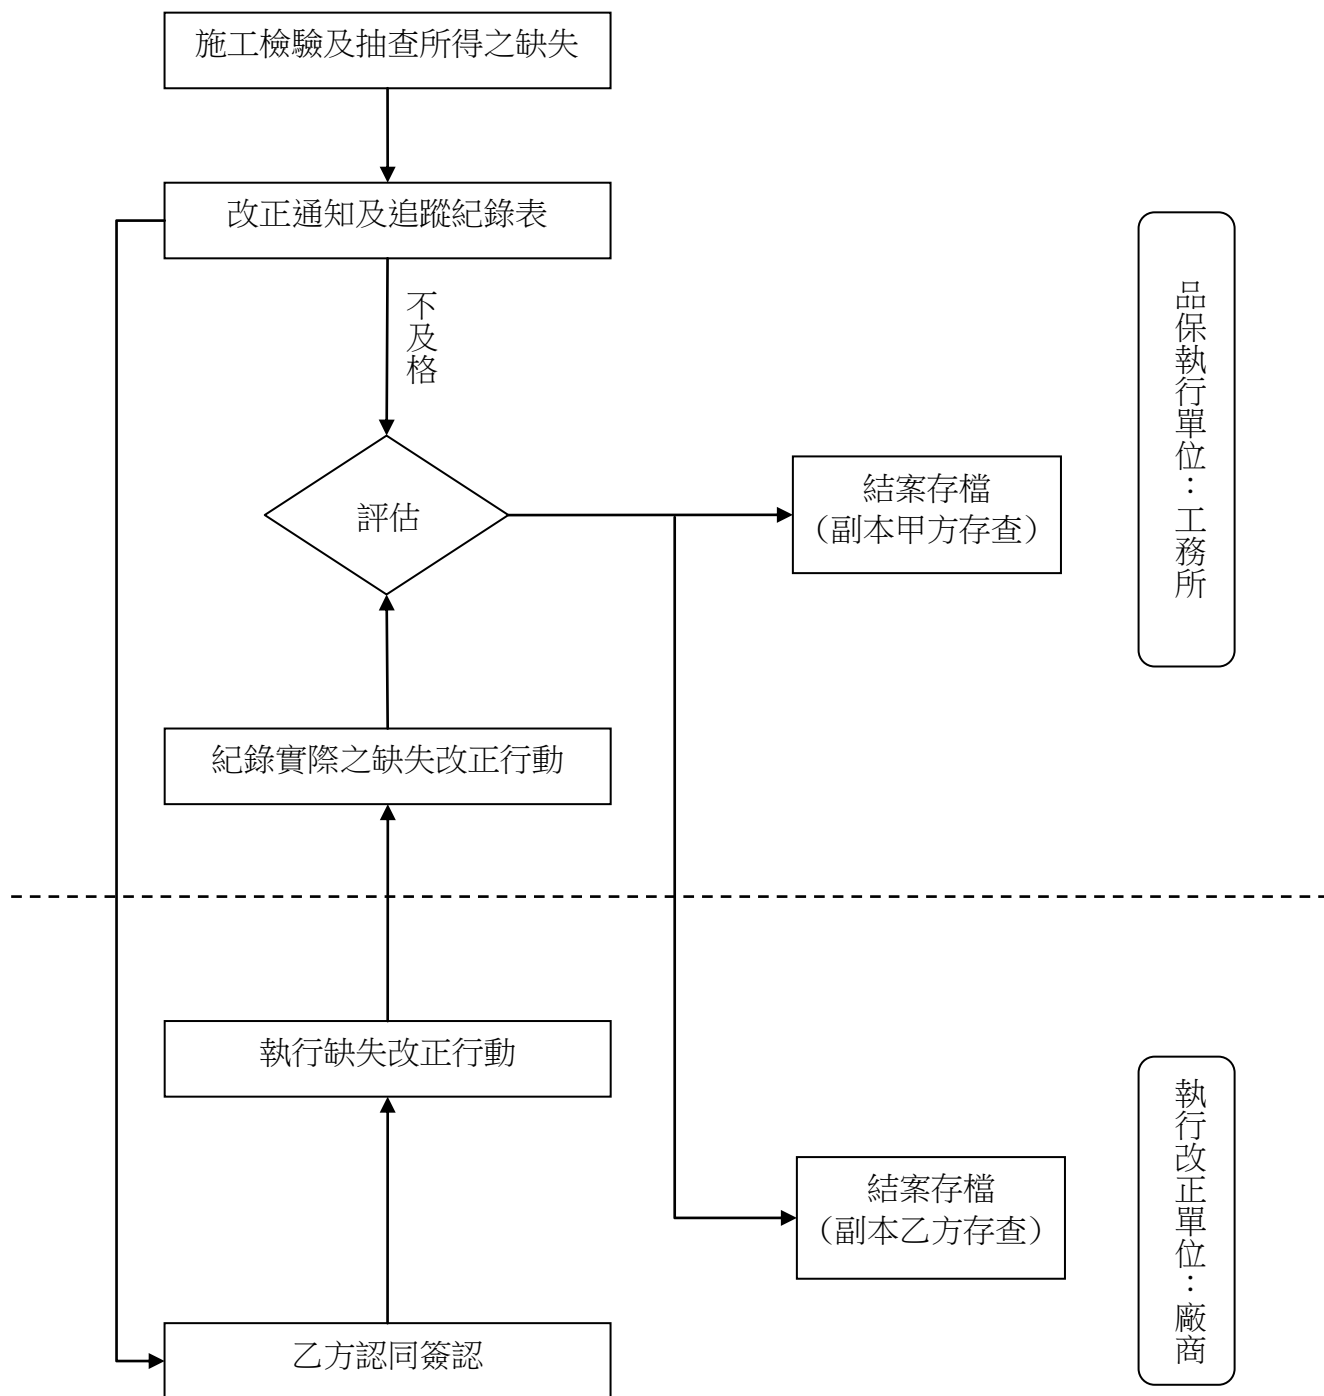 施工檢驗及抽查所得之缺失
改正通知及追蹤紀錄表
不及格
評估
結案存檔
（副本甲方存查）
品保執行單位：工務所
紀錄實際之缺失改正行動
執行缺失改正行動
結案存檔
（副本乙方存查）
執行改正單位：廠商
乙方認同簽認